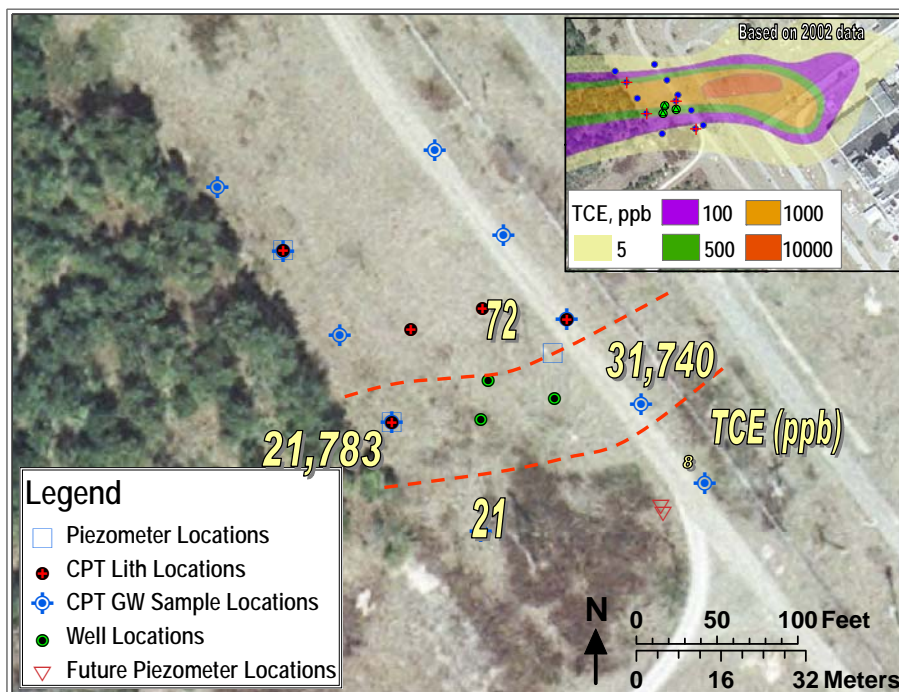 Based on 2002 data
TCE, ppb
100
1000
5
500
10000
72
31,740
TCE (ppb)
21,783
8
21
Legend
Piezometer Locations
CPT Lith Locations
CPT GW Sample Locations
Well Locations
Future Piezometer Locations
N
0 50 100 Feet
0 16 32 Meters